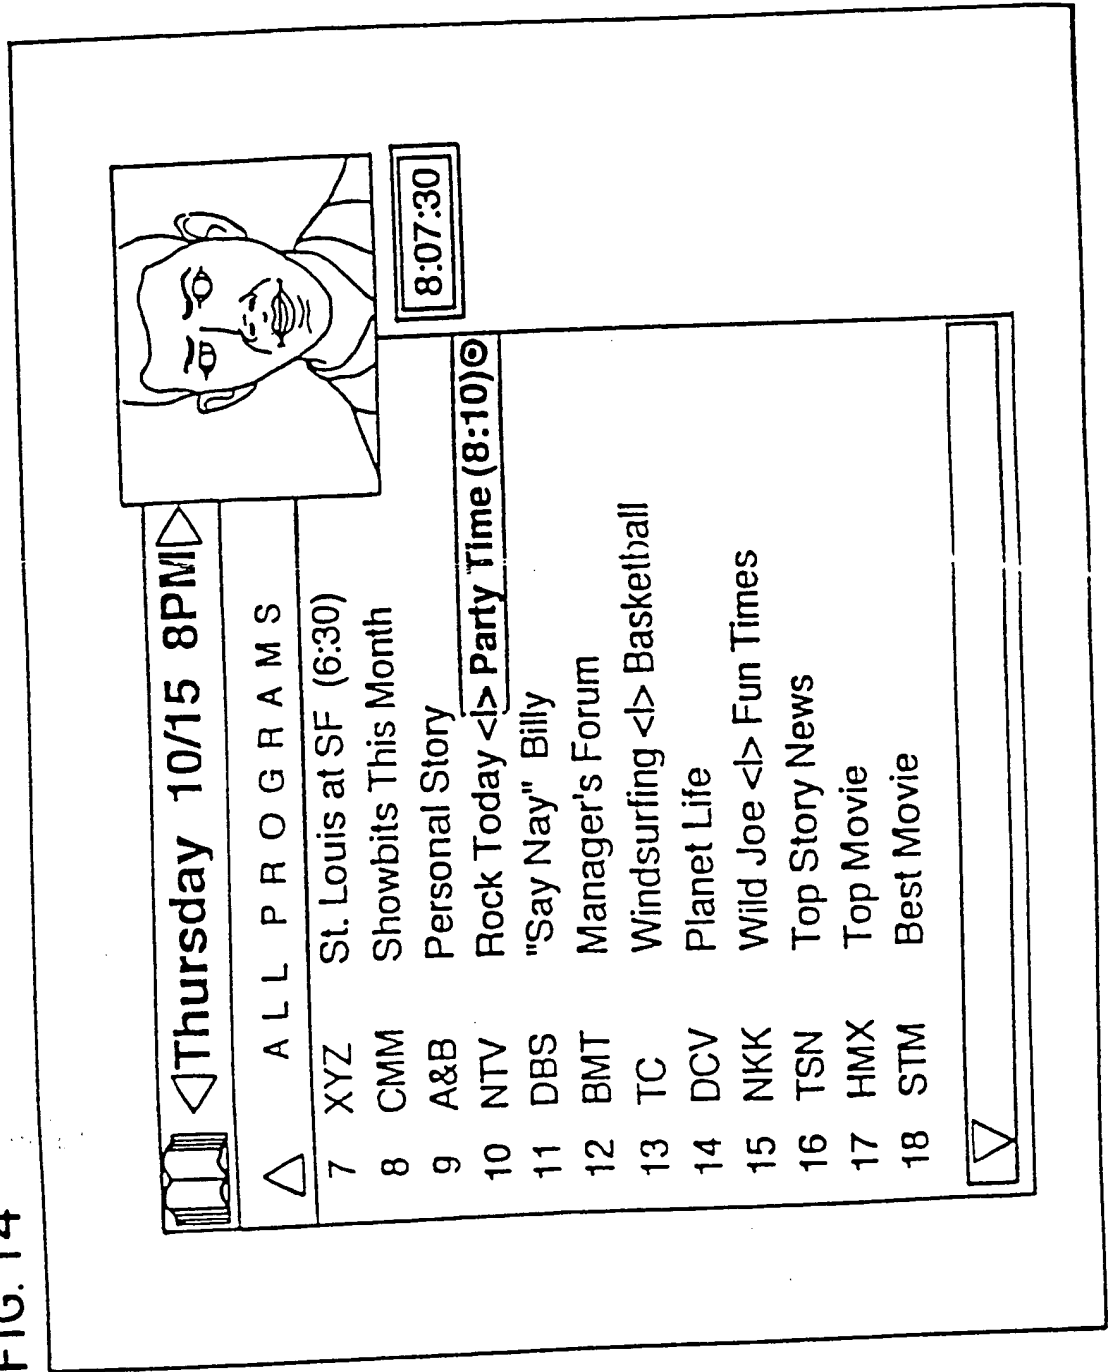 FIG. 14
Thursday 10/15 8PM
ALL PROGRAMS
8:07:30
7 XYZ St. Louis at SF (6:30)
8 CMM Showbits This Month
9 A&B Personal Story
10 NTV Rock Today <I> Party Time (8:10)
11 DBS "Say Nay" Billy
12 BMT Manager's Forum
13 TC Windsurfing <I> Basketball
14 DCV Planet Life
15 NKK Wild Joe <I> Fun Times
16 TSN Top Story News
17 HMX Top Movie
18 STM Best Movie